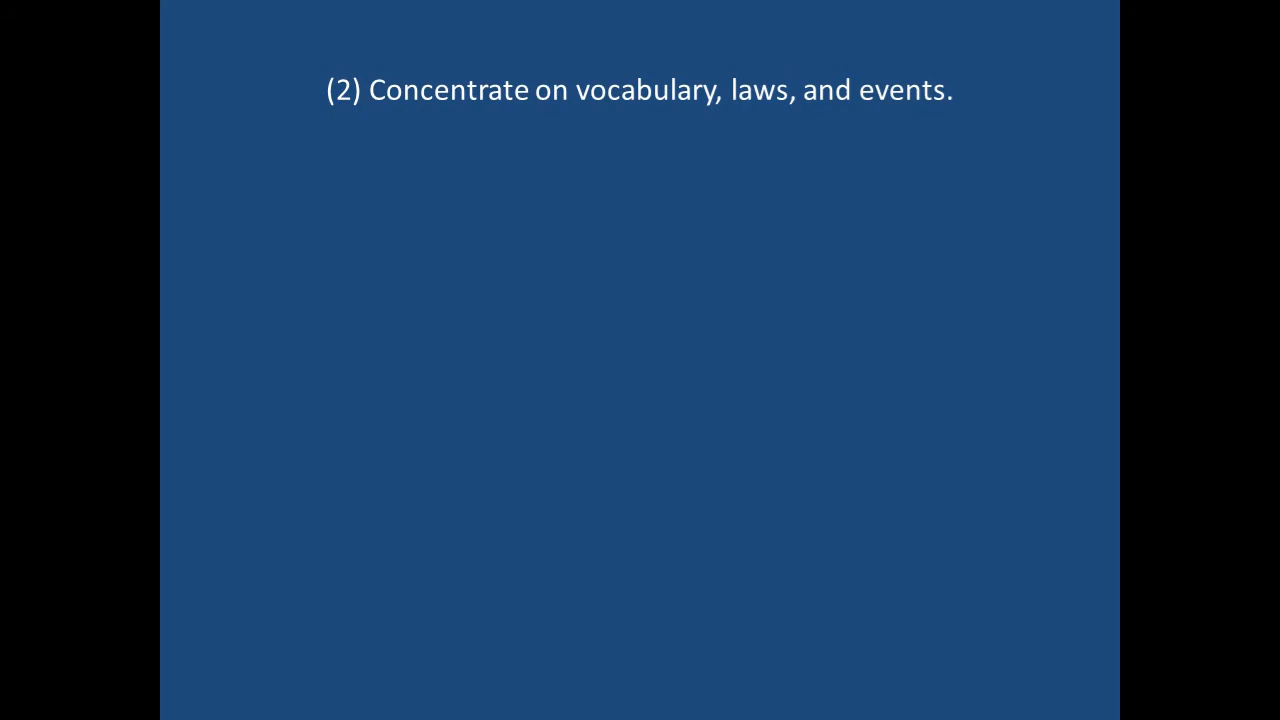 (2) Concentrate on vocabulary, laws, and events.